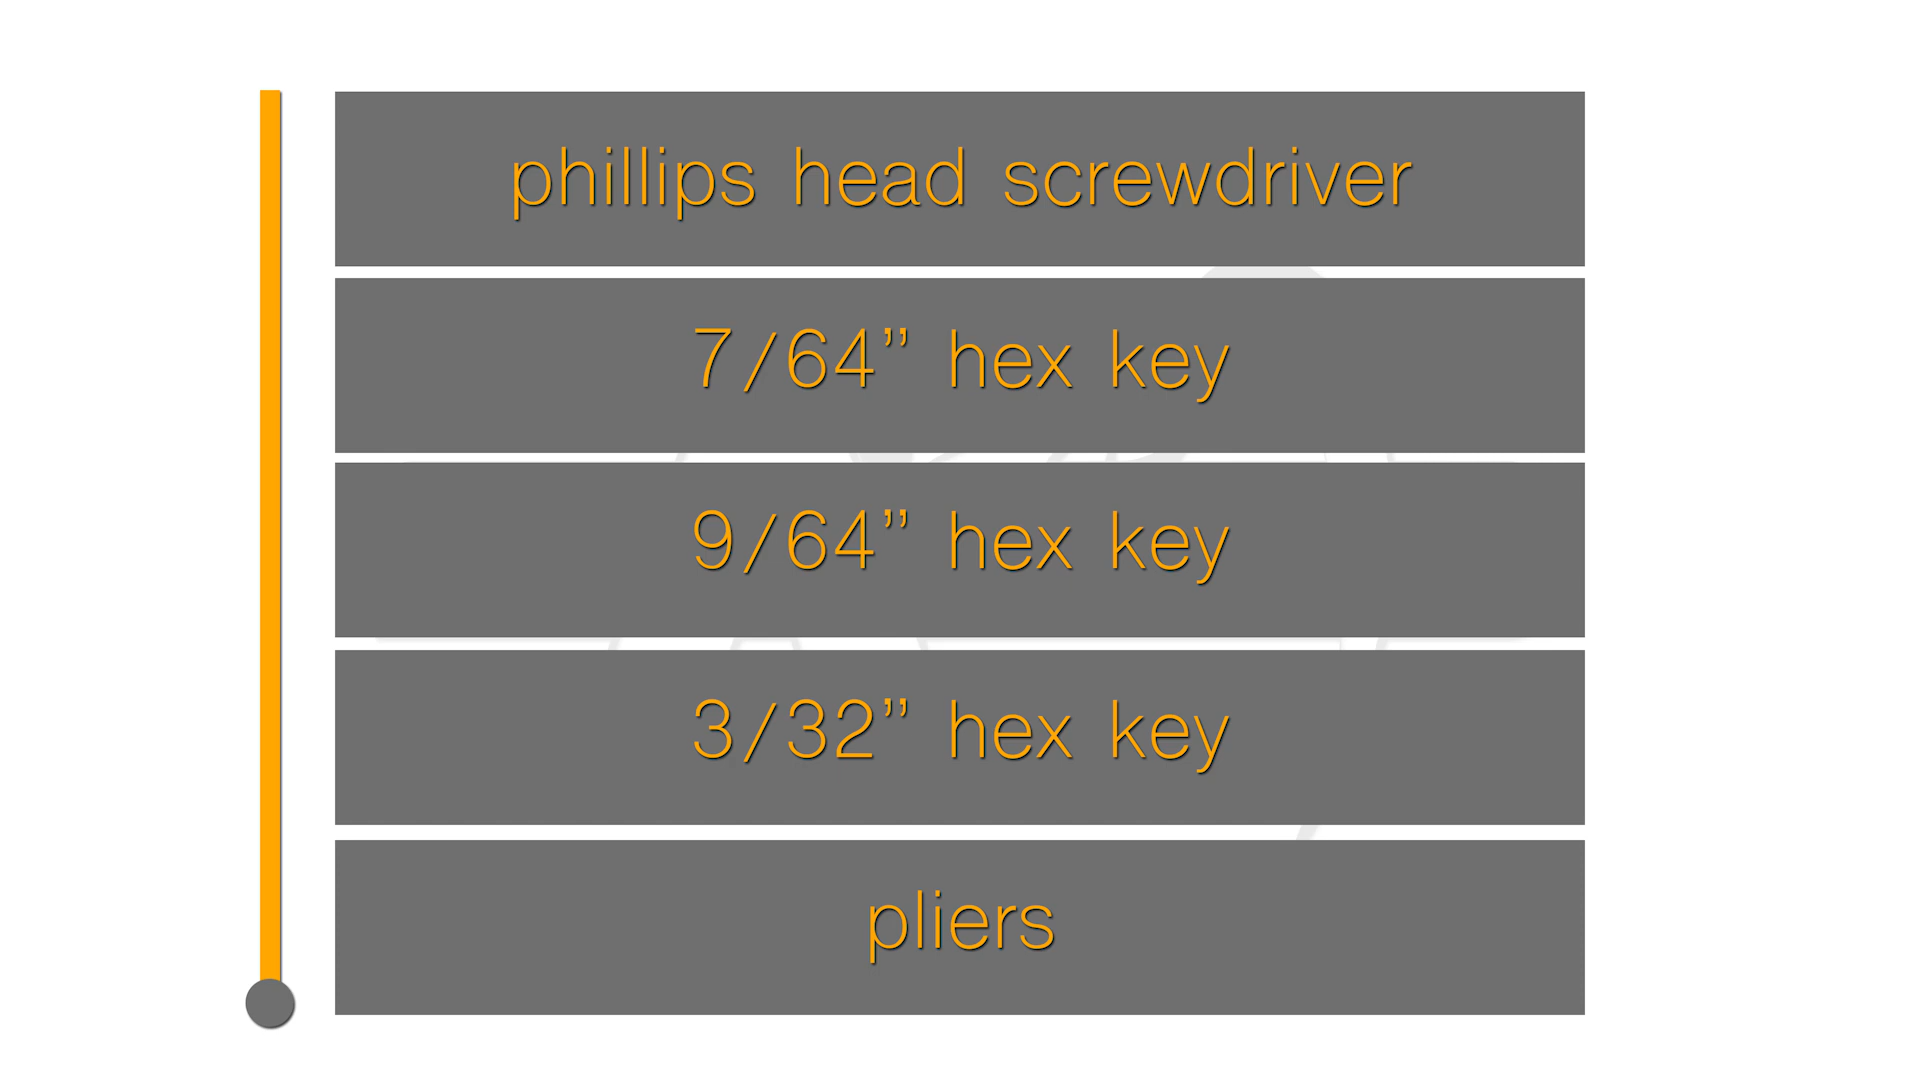 phillips head screwdriver
7/64” hex key
9/64” hex key
3/32” hex key
pliers